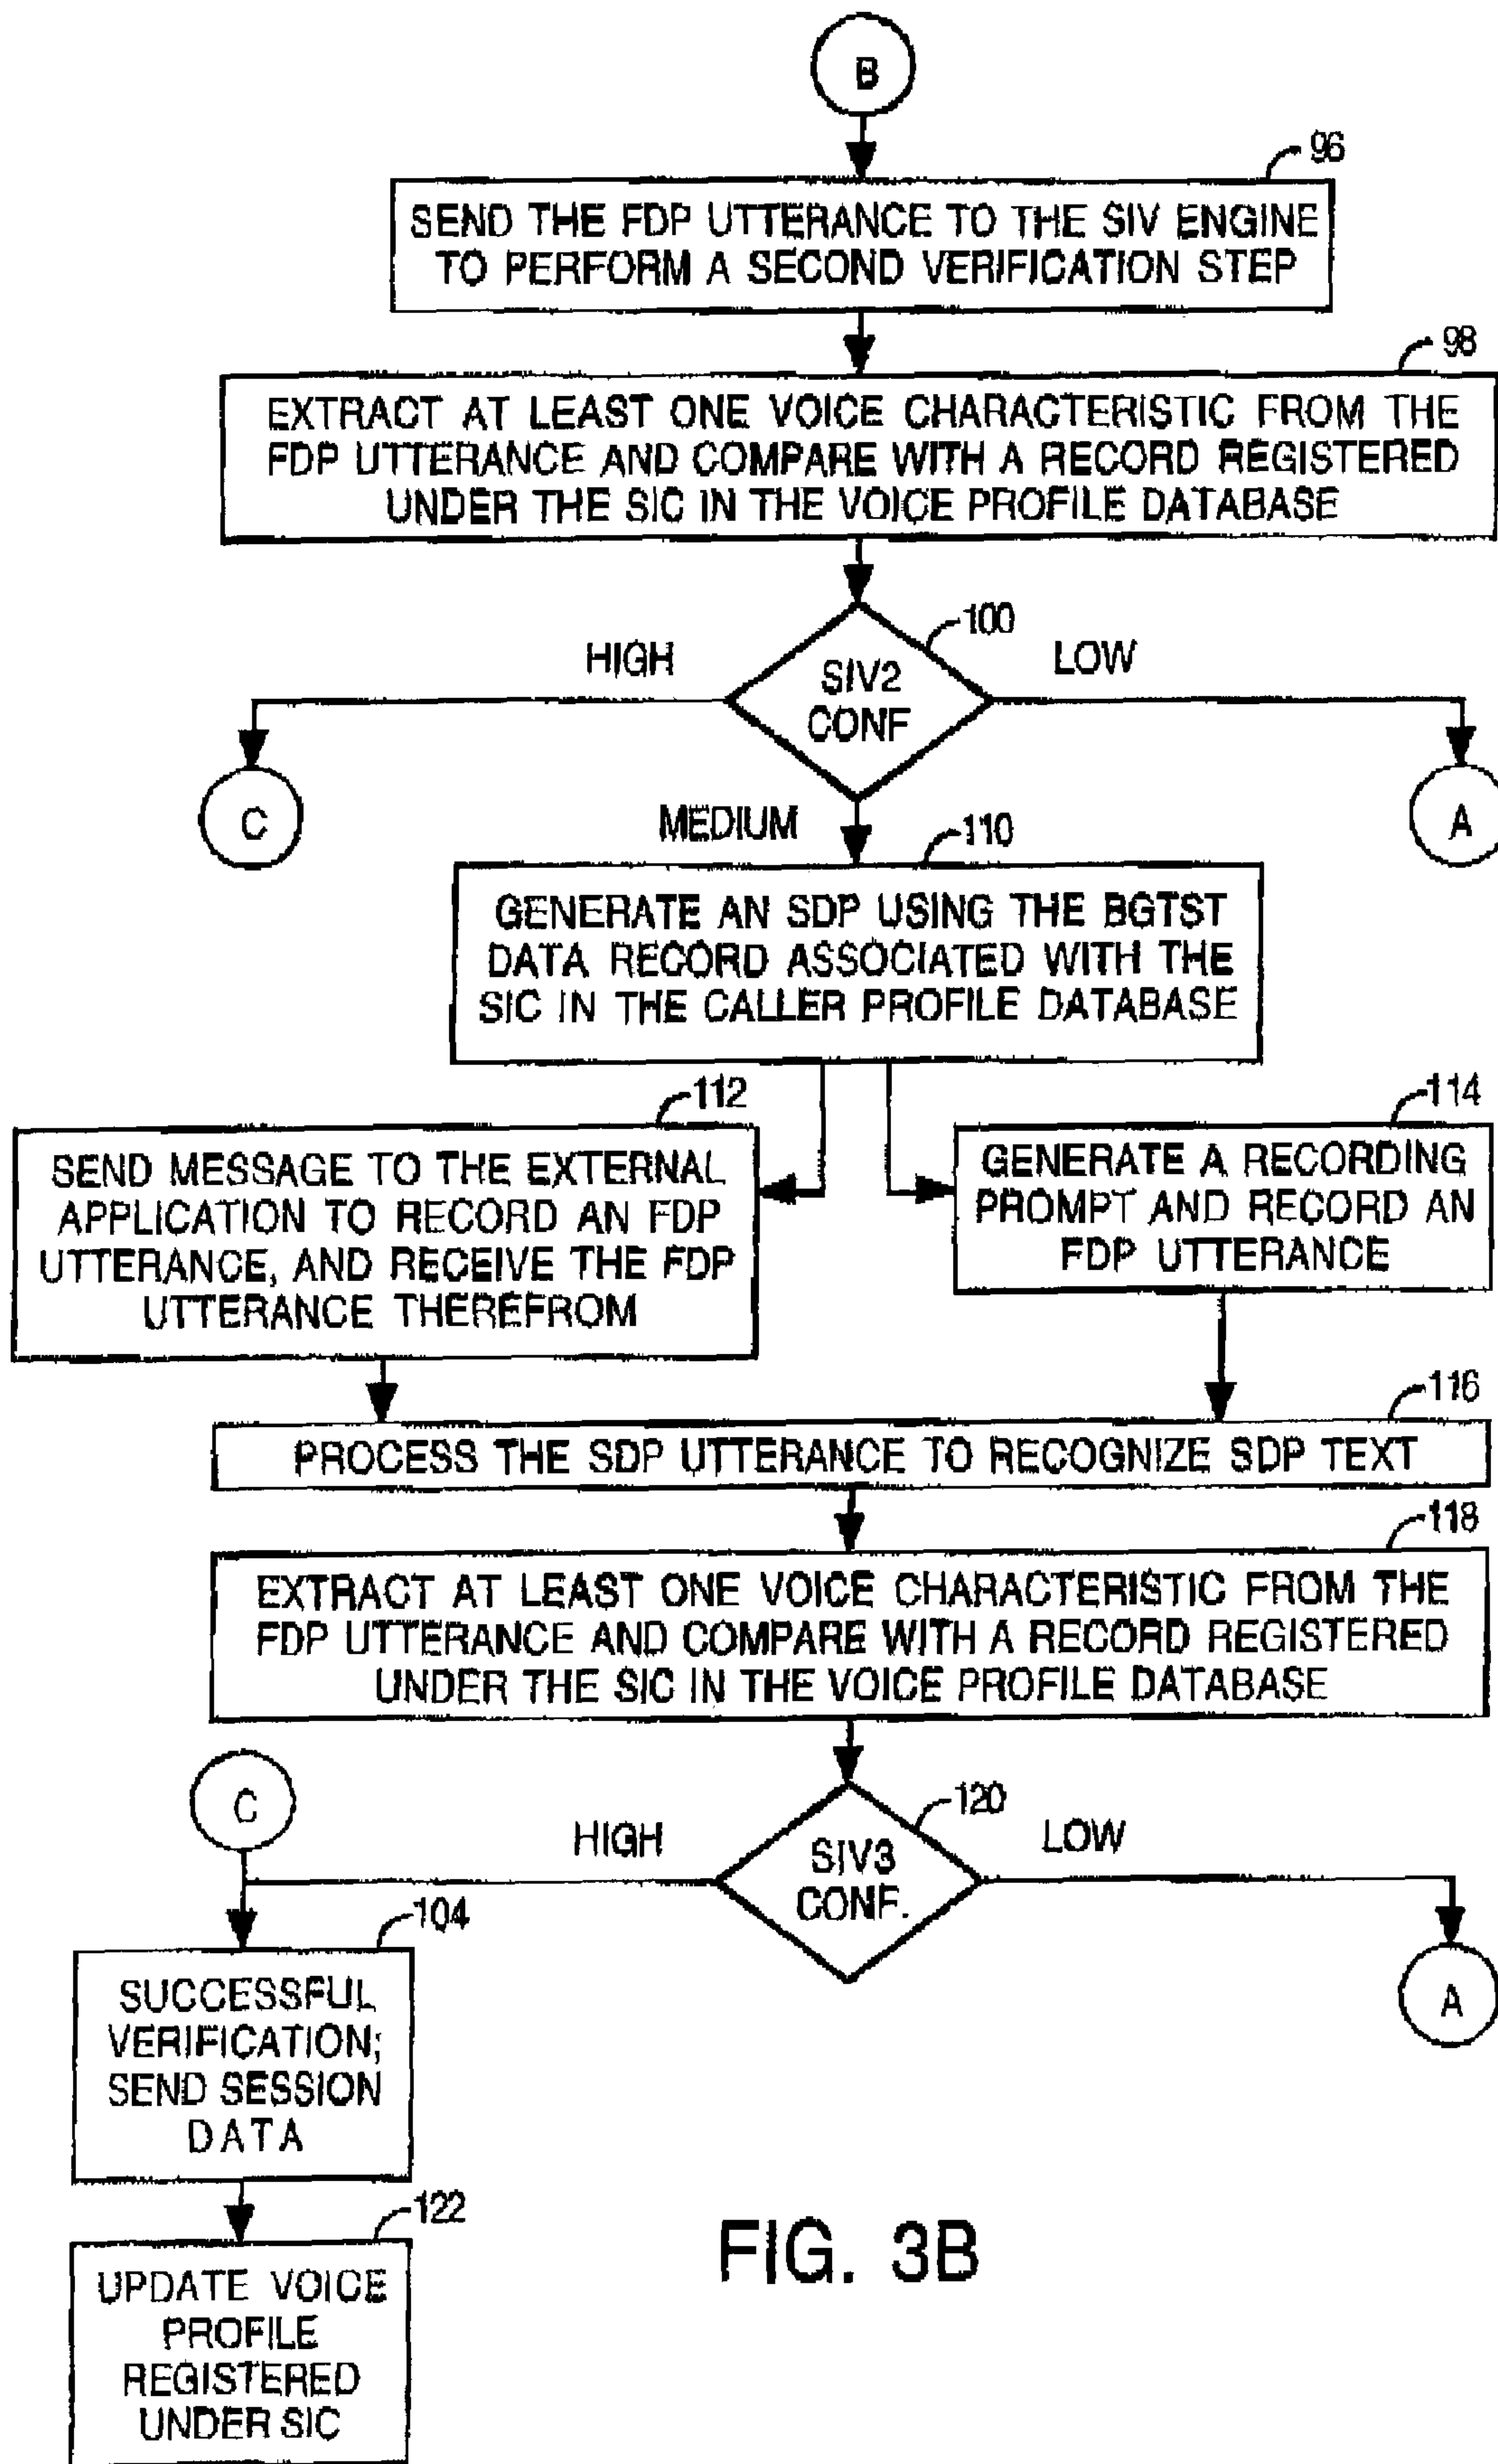 B
96
SEND THE FDP UTTERANCE TO THE SIV ENGINE
TO PERFORM A SECOND VERIFICATION STEP
98
EXTRACT AT LEAST ONE VOICE CHARACTERISTIC FROM THE
FDP UTTERANCE AND COMPARE WITH A RECORD REGISTERED
UNDER THE SIC IN THE VOICE PROFILE DATABASE
100
HIGH
LOW
SIV2
CONF
C
A
MEDIUM
110
GENERATE AN SDP USING THE BGTST
DATA RECORD ASSOCIATED WITH THE
SIC IN THE CALLER PROFILE DATABASE
112
SEND MESSAGE TO THE EXTERNAL
APPLICATION TO RECORD AN FDP
UTTERANCE, AND RECEIVE THE FDP
UTTERANCE THEREFROM
114
GENERATE A RECORDING
PROMPT AND RECORD AN
FDP UTTERANCE
116
PROCESS THE SDP UTTERANCE TO RECOGNIZE SDP TEXT
118
EXTRACT AT LEAST ONE VOICE CHARACTERISTIC FROM THE
FDP UTTERANCE AND COMPARE WITH A RECORD REGISTERED
UNDER THE SIC IN THE VOICE PROFILE DATABASE
C
120
HIGH
LOW
SIV3
CONF.
A
104
SUCCESSFUL
VERIFICATION;
SEND SESSION
DATA
122
UPDATE VOICE
PROFILE
REGISTERED
UNDER SIC
FIG. 3B